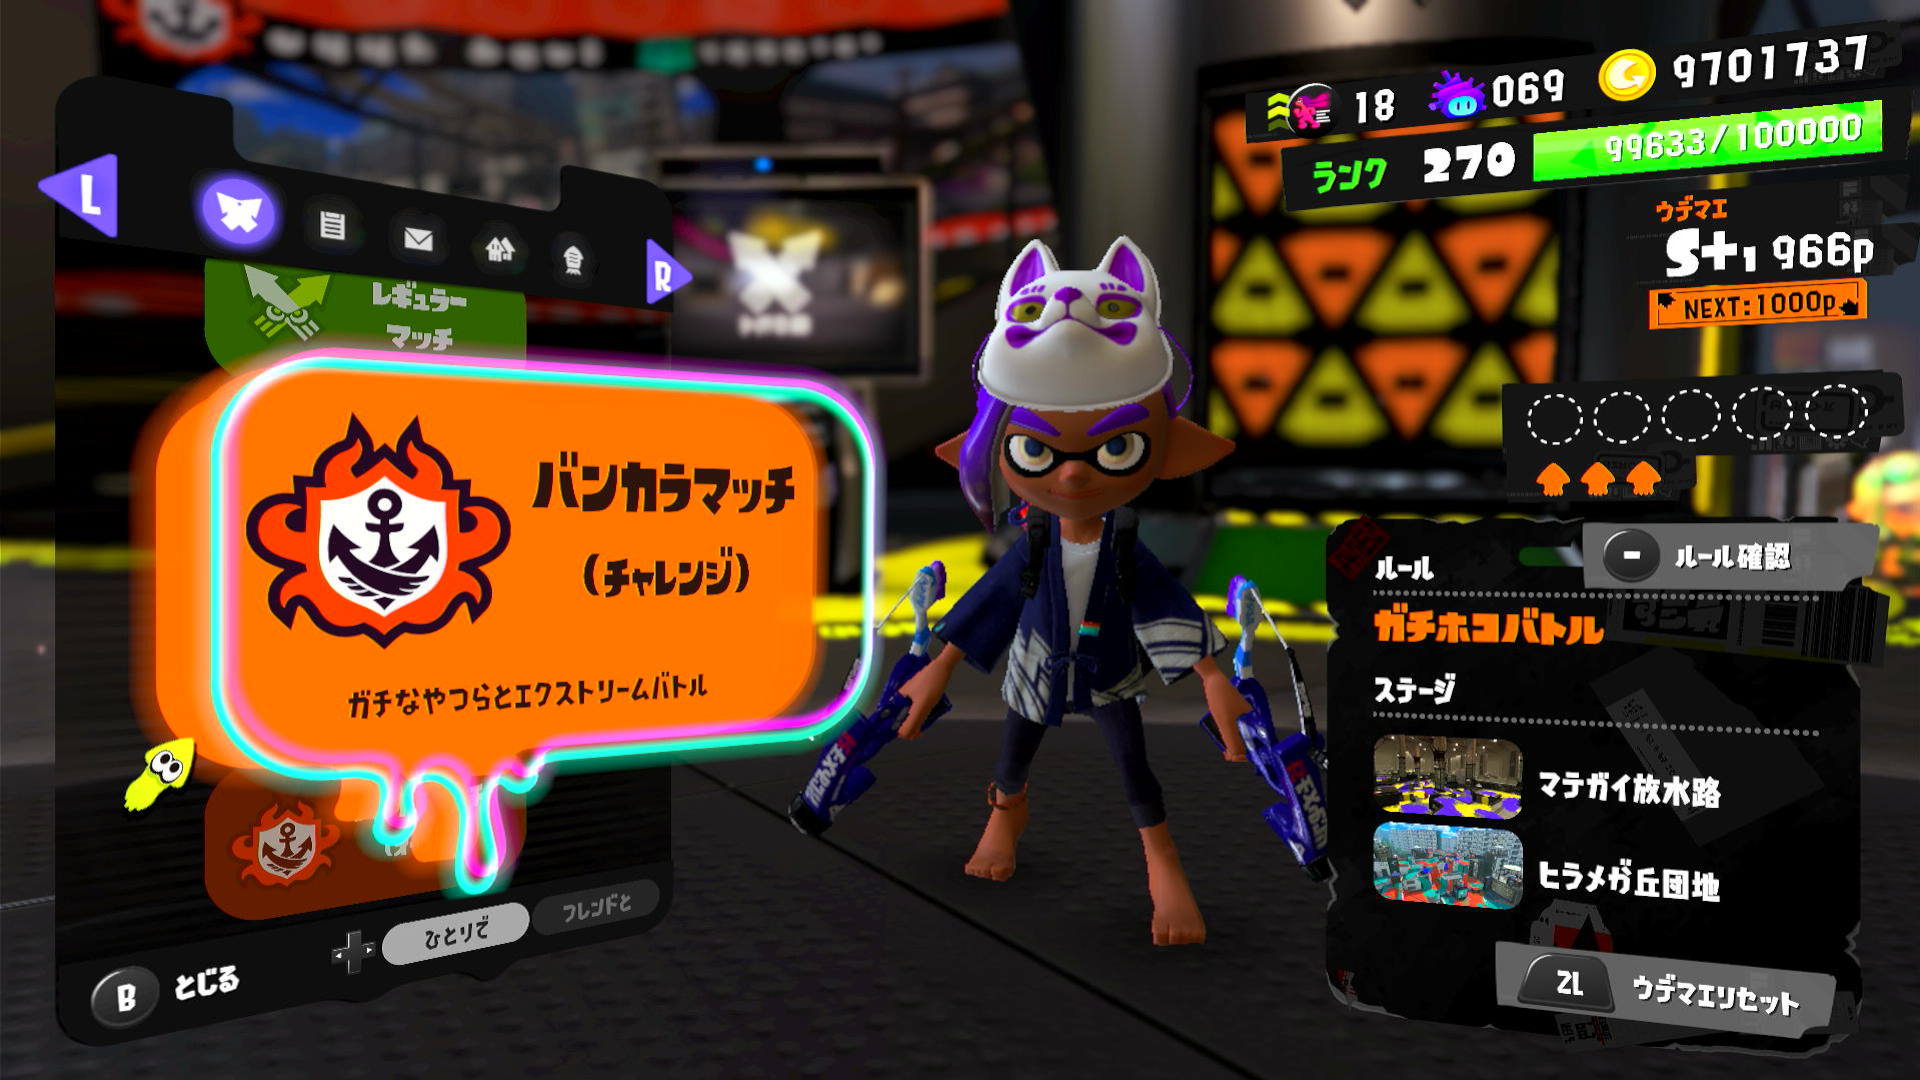 18
069
9701737
ランク 270 99633/100000
ウデマエ
S+1 966p
NEXT:1000p
L
R
レギュラー
マッチ
バンカラマッチ
(チャレンジ)
ガチなやつらとエクストリームバトル
ひとりで
フレンドと
B とじる
ルール
- ルール確認
ガチホコバトル
ステージ
マテガイ放水路
ヒラメが丘団地
ZL ウデマエリセット